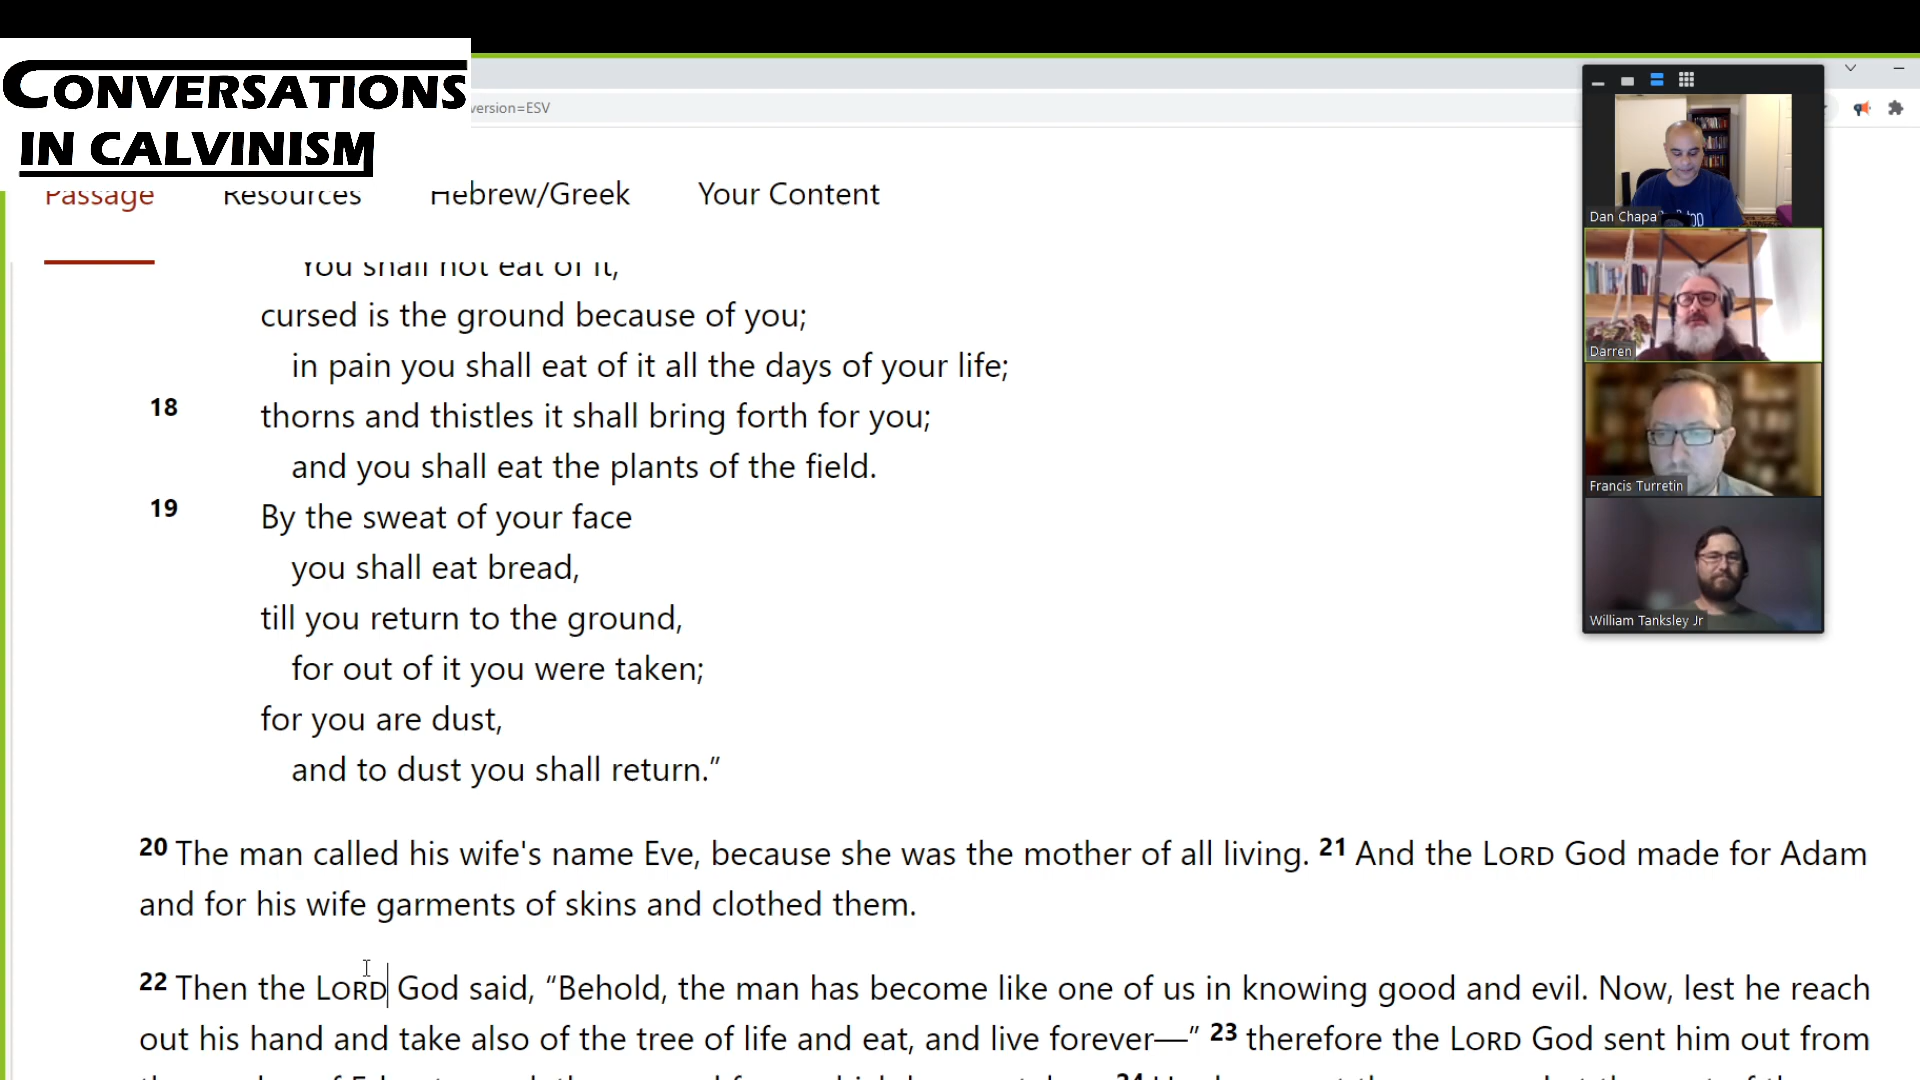 CONVERSATIONS
IN CALVINISM
version=ESV
Passage Resources Hebrew/Greek Your Content
You shall not eat of it,
cursed is the ground because of you;
in pain you shall eat of it all the days of your life;
18 thorns and thistles it shall bring forth for you;
and you shall eat the plants of the field.
19 By the sweat of your face
you shall eat bread,
till you return to the ground,
for out of it you were taken;
for you are dust,
and to dust you shall return.”
20 The man called his wife's name Eve, because she was the mother of all living. 21 And the LORD God made for Adam
and for his wife garments of skins and clothed them.
22 Then the LORD God said, “Behold, the man has become like one of us in knowing good and evil. Now, lest he reach
out his hand and take also of the tree of life and eat, and live forever—” 23 therefore the LORD God sent him out from
Dan Chapa
Darren
Francis Turretin
William Tanksley Jr